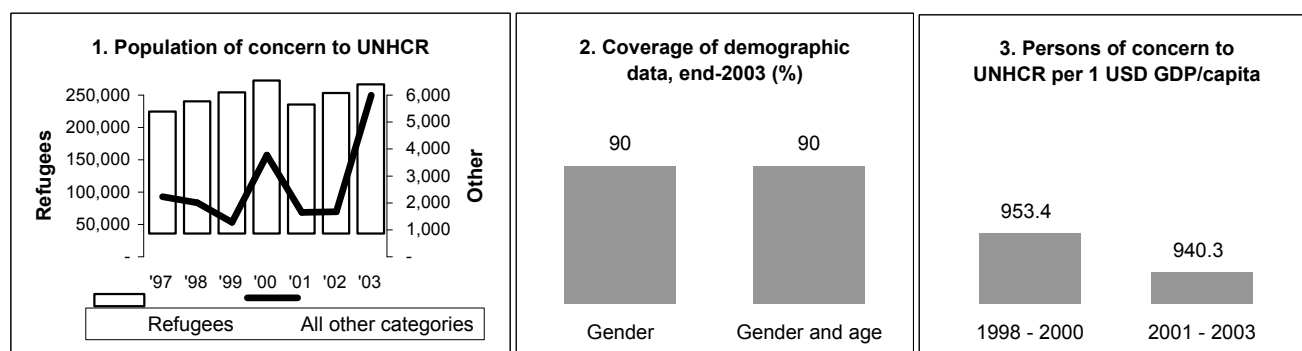 1. Population of concern to UNHCR
250,000
200,000
150,000
100,000
50,000
-
Refugees
6,000
5,000
4,000
3,000
2,000
1,000
-
Other
'97 '98 '99 '00 '01 '02 '03
Refugees All other categories
2. Coverage of demographic
data, end-2003 (%)
90 90
Gender Gender and age
3. Persons of concern to
UNHCR per 1 USD GDP/capita
953.4
940.3
1998 - 2000 2001 - 2003